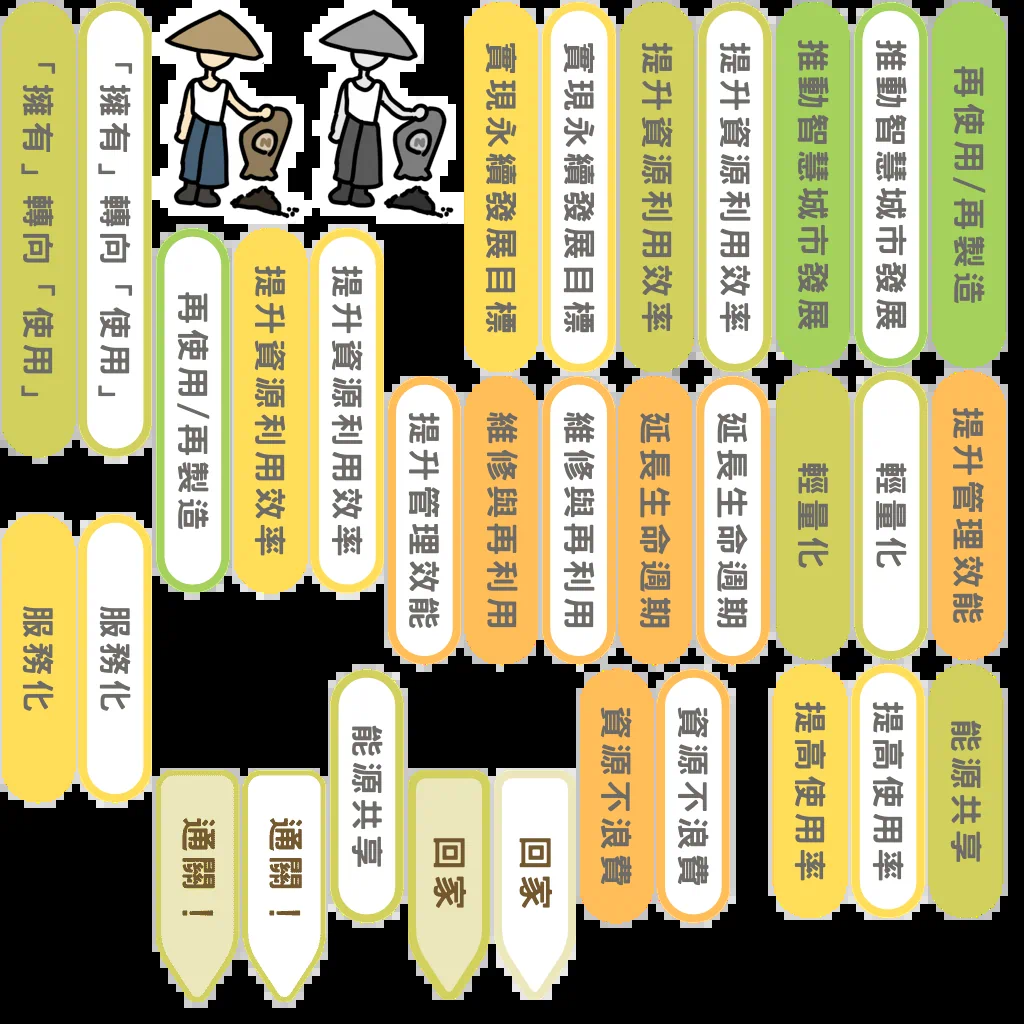 「擁有」轉向「使用」
「擁有」轉向「使用」
N
N
實現永續發展目標
實現永續發展目標
提升資源利用效率
提升資源利用效率
推動智慧城市發展
推動智慧城市發展
再使用/再製造
再使用/再製造
提升資源利用效率
提升資源利用效率
提升管理效能
維修與再利用
維修與再利用
延長生命週期
延長生命週期
輕量化
輕量化
提升管理效能
服務化
服務化
能源共享
資源不浪費
資源不浪費
提高使用率
提高使用率
能源共享
通關！
通關！
回家
回家